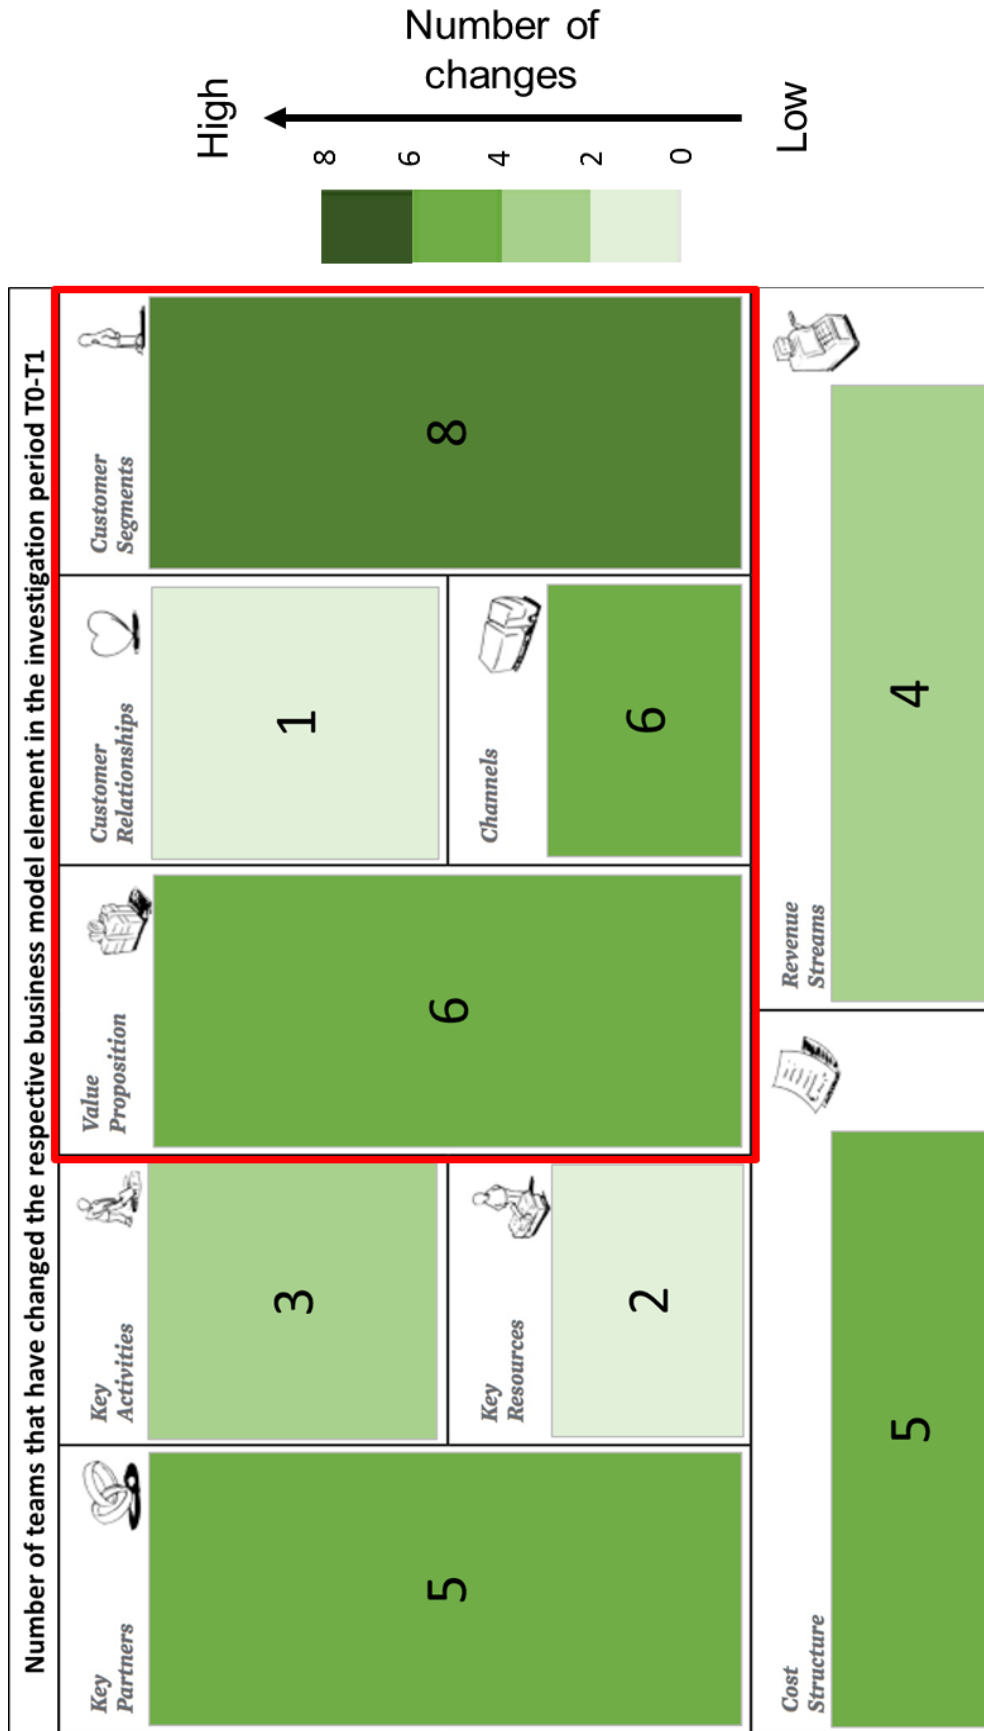 Number of teams that have changed the respective business model element in the investigation period T0-T1
Key
Partners
5
Key
Activities
3
Key
Resources
2
Value
Proposition
6
Customer
Relationships
1
Channels
6
Customer
Segments
8
Cost
Structure
5
Revenue
Streams
4
High
Number of
changes
Low
8
6
4
2
0